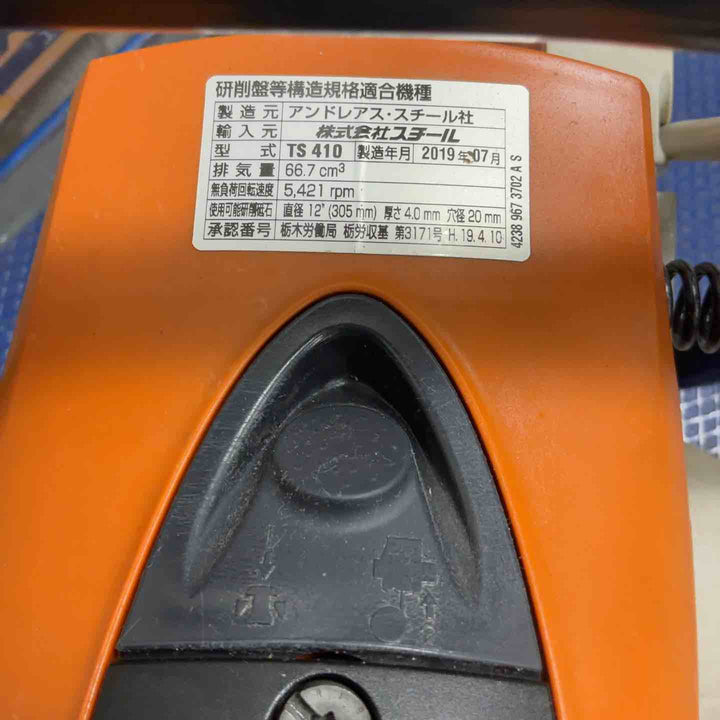 研削盤等構造規格適合機種
製造元 アンドレアス・スチール社
輸入元 株式会社スチール
型式 TS 410 製造年月 2019年07月
排気量 66.7 cm³
無負荷回転速度 5,421 rpm
使用可能研削砥石 直径 12" (305 mm) 厚さ 4.0 mm 穴径 20 mm
承認番号 栃木労働局 栃労収基 第3171号 H.19.4.10
4238 967 3702 A S